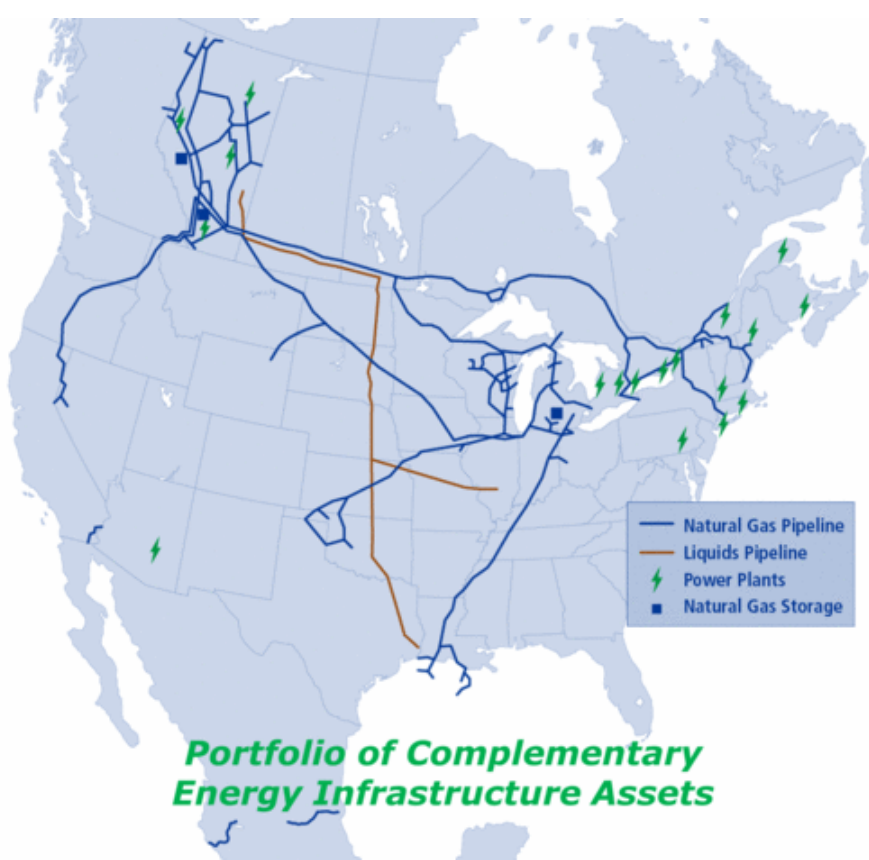 Natural Gas Pipeline
Liquids Pipeline
Power Plants
Natural Gas Storage
Portfolio of Complementary
Energy Infrastructure Assets